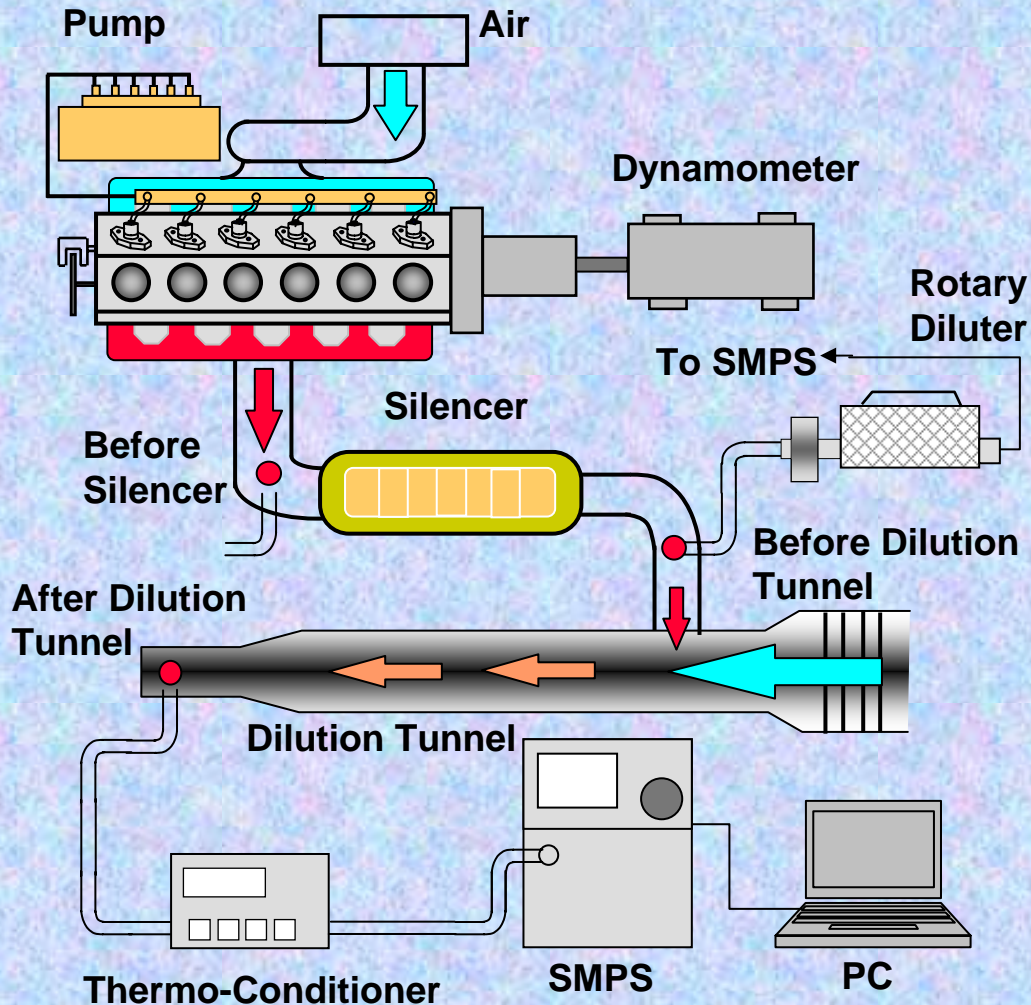 Pump
Air
Dynamometer
Rotary
Diluter
To SMPS
Silencer
Before
Silencer
Before Dilution
Tunnel
After Dilution
Tunnel
Dilution Tunnel
Thermo-Conditioner
SMPS
PC